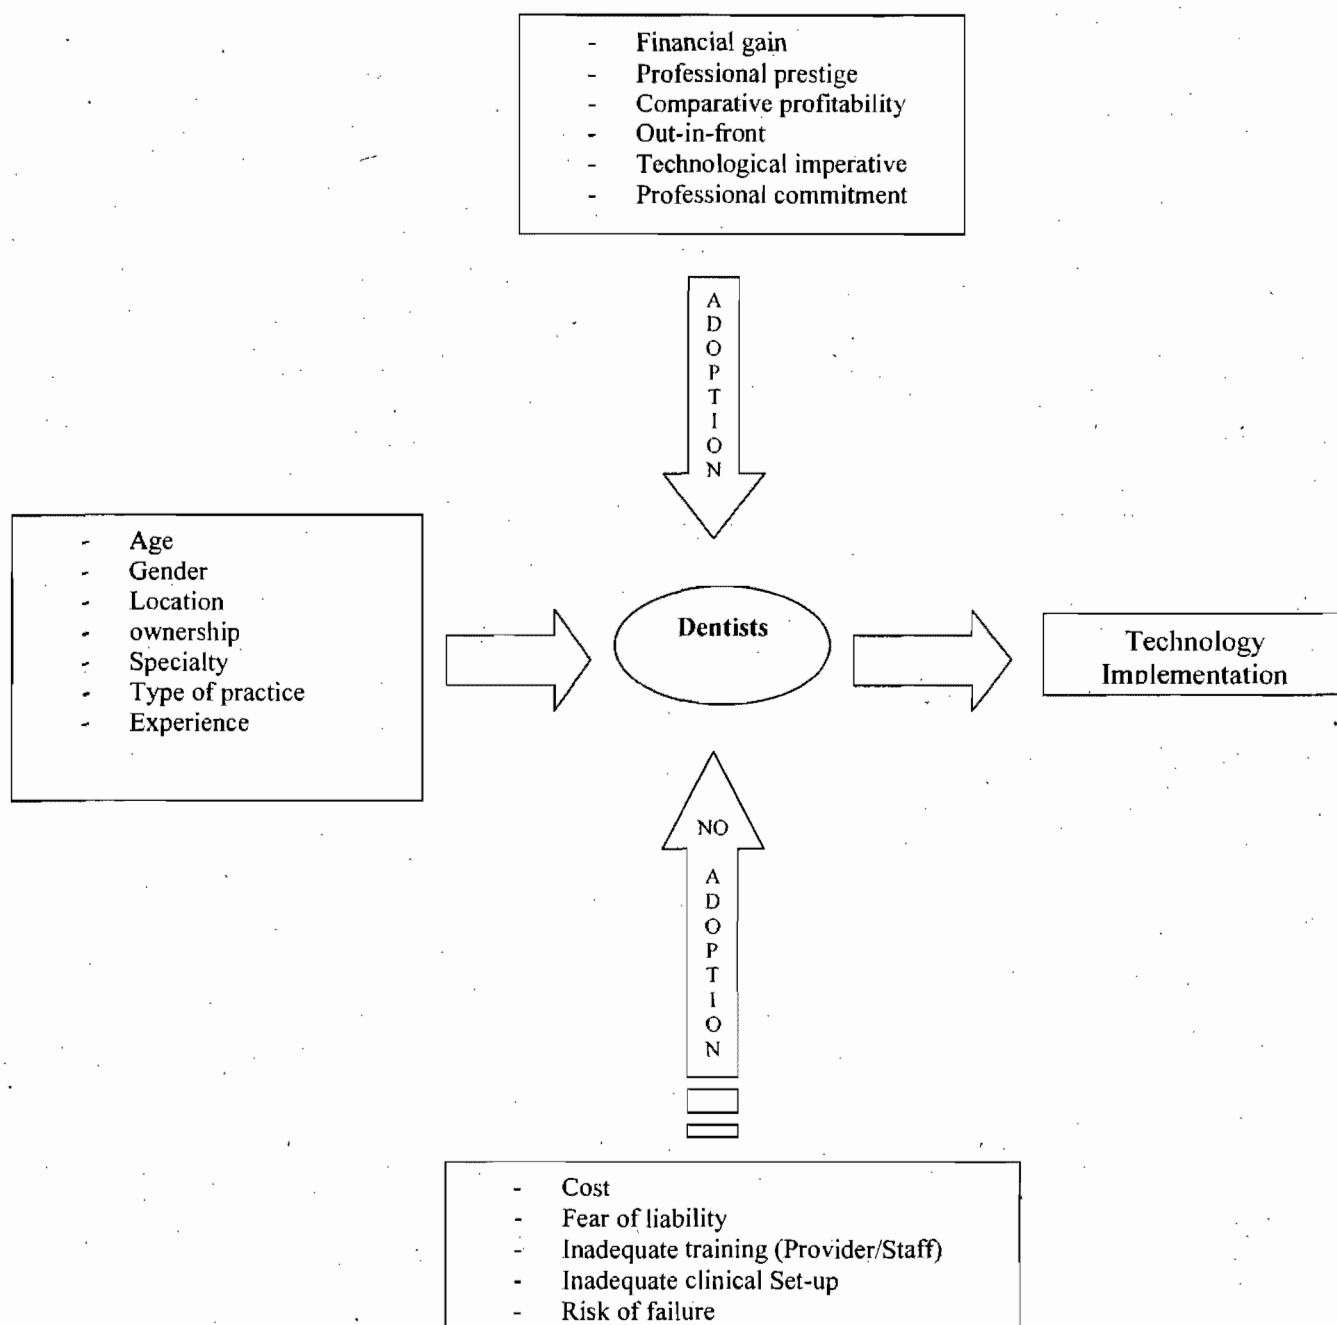 - Financial gain
- Professional prestige
- Comparative profitability
- Out-in-front
- Technological imperative
- Professional commitment
A
D
O
P
T
I
O
N
- Age
- Gender
- Location
- ownership
- Specialty
- Type of practice
- Experience
Dentists
Technology
Implementation
NO
A
D
O
P
T
I
O
N
- Cost
- Fear of liability
- Inadequate training (Provider/Staff)
- Inadequate clinical Set-up
- Risk of failure